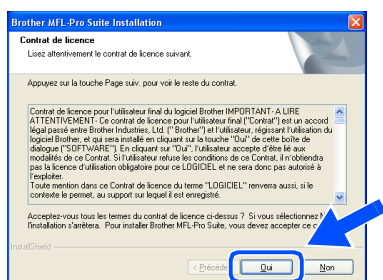 Brother MFL-Pro Suite Installation
Contrat de licence
Lisez attentivement le contrat de licence suivant.
Appuyez sur la touche Page suiv. pour voir le reste du contrat.
Contrat de licence pour l'utilisateur final du logiciel Brother IMPORTANT- A LIRE
ATTENTIVEMENT- Ce contrat de licence pour l'utilisateur final ("Contrat") est un accord
légal passé entre Brother Industries, Ltd. (" Brother") et l'utilisateur, régissant l'utilisation du
logiciel Brother, et qui sera installé en cliquant sur la touche "Oui" de cette boîte de
dialogue ("SOFTWARE"). En cliquant sur "Oui", l'utilisateur accepte d'être lié aux
modalités de ce Contrat. Si l'utilisateur refuse les conditions de ce Contrat, il n'obtiendra
pas la licence d'utilisation obligatoire pour ce LOGICIEL et ne sera donc pas autorisé à
l'exploiter.
Toute mention dans ce Contrat de licence du terme "LOGICIEL" renverra aussi, si le
contexte le permet, au support sur lequel il est enregistré.
Acceptez-vous tous les termes du contrat de licence ci-dessus ? Si vous sélectionnez
l'installation s'arrêtera. Pour installer Brother MFL-Pro Suite, vous devez accepter ce
InstallShield
< Précéde
Oui
Non